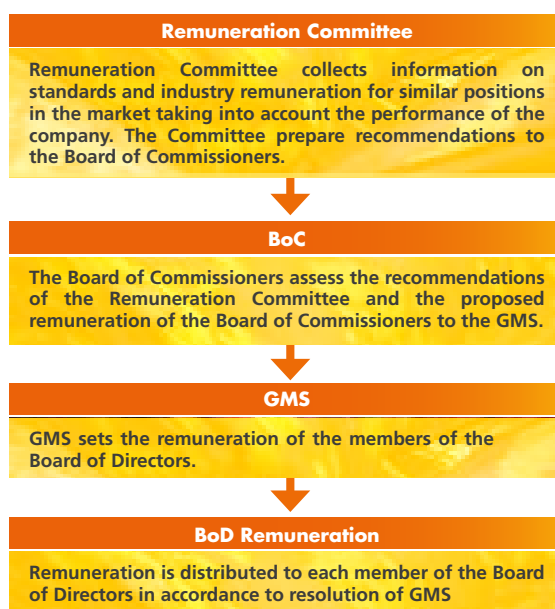 Remuneration Committee
Remuneration Committee collects information on
standards and industry remuneration for similar positions
in the market taking into account the performance of the
company. The Committee prepare recommendations to
the Board of Commissioners.
BoC
The Board of Commissioners assess the recommendations
of the Remuneration Committee and the proposed
remuneration of the Board of Commissioners to the GMS.
GMS
GMS sets the remuneration of the members of the
Board of Directors.
BoD Remuneration
Remuneration is distributed to each member of the Board
of Directors in accordance to resolution of GMS